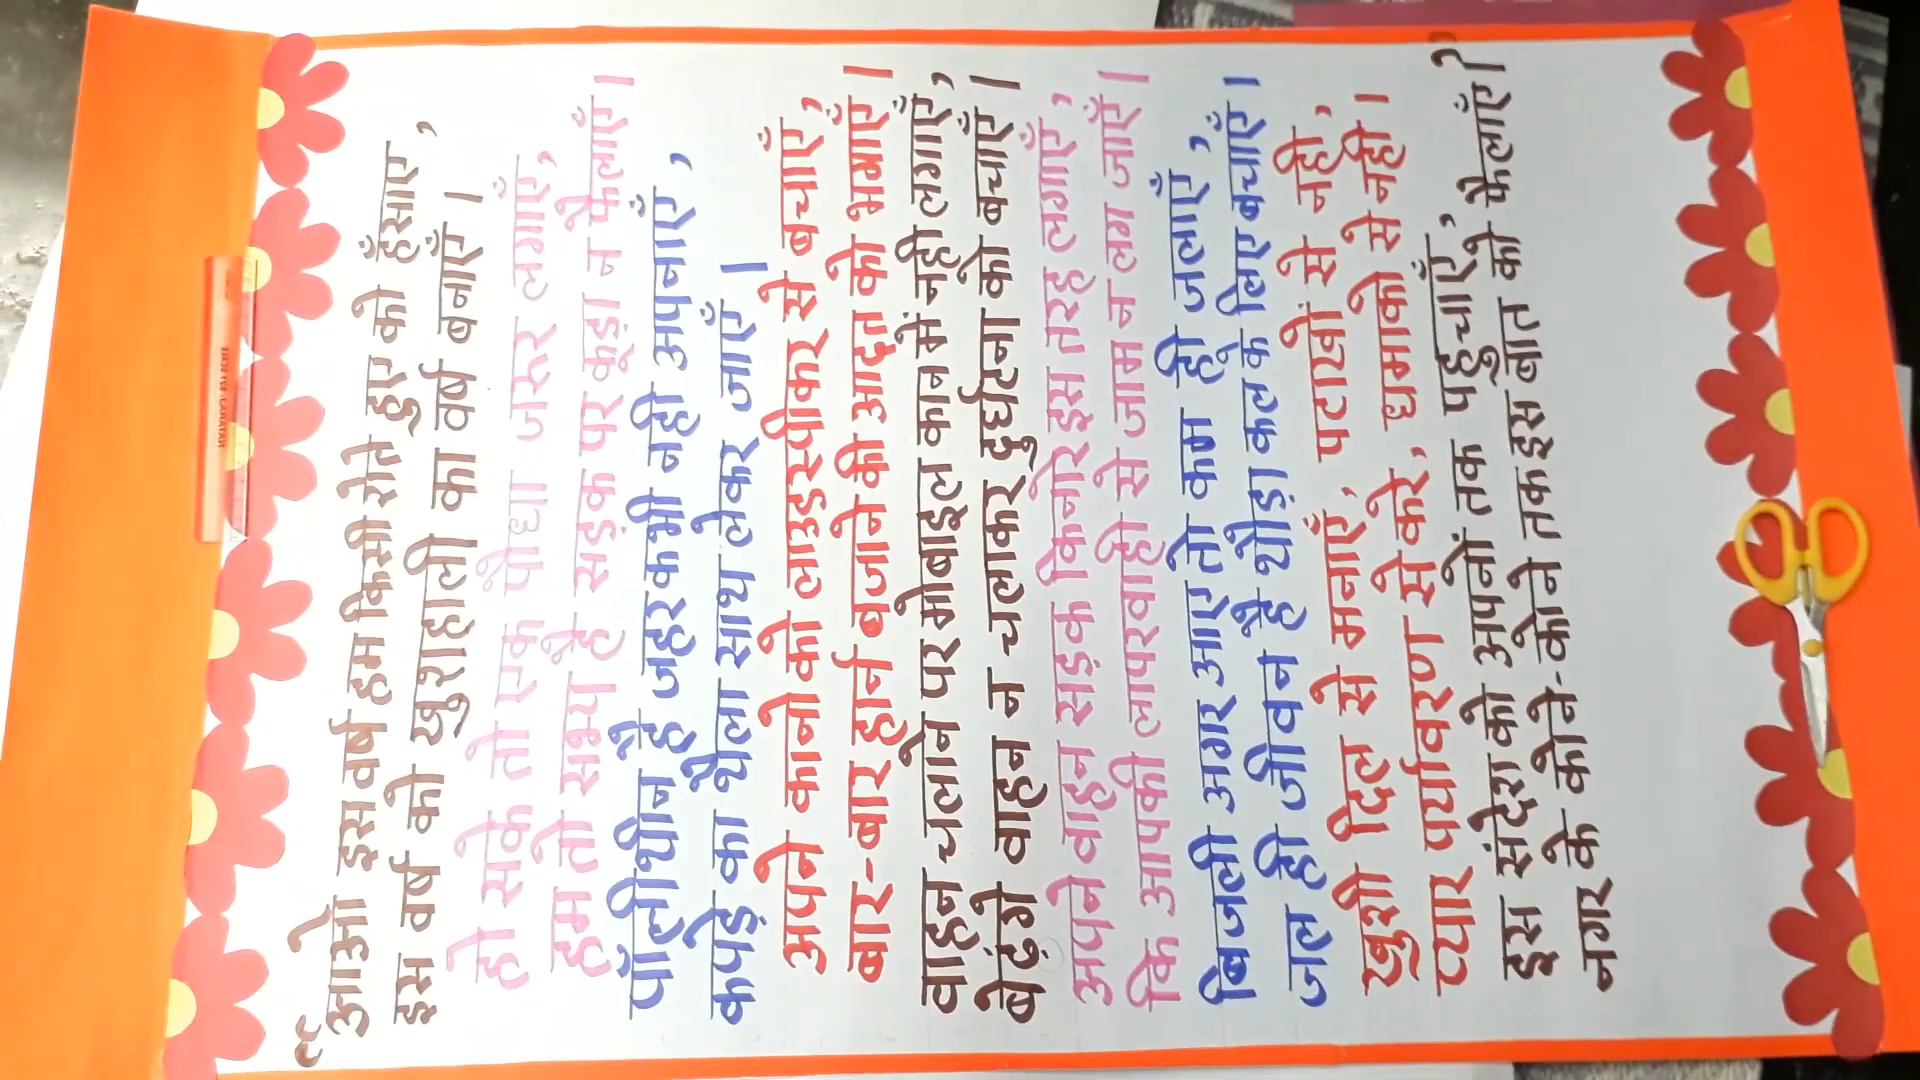 “आओ इस वर्ष हम किसी रोते हुए को हँसाए,
इस वर्ष को खुशहाली का वर्ष बनाएँ।
हो सके तो एक पौधा जरूर लगाएँ,
हम तो सभ्य है सड़क पर कूड़ा न फैलाएँ।
पॉलीथीन है जहर कभी नही अपनाएँ,
कपड़े का थैला साथ लेकर जाएँ।
अपने कानो को लाउडस्पीकर से बचाएँ,
बार-बार हार्न बजाने की आदत को भगाएँ।
वाहन चलाने पर मोबाइल कान में नही लगाएँ,
बेढ़ंगे वाहन न चलाकर दुर्घटना को बचाएँ।
अपने वाहन सड़क किनारे इस तरह लगाएँ,
कि आपकी लापरवाही से जाम न लग जाएँ।
बिजली अगर आए तो कम ही जलाएँ,
जल ही जीवन है थोड़ा कल के लिए बचाएँ।
खुशी दिल से मनाएँ, पटाखों से नही,
प्यार पर्यावरण से करे, धमाको से नही।
इस संदेश को अपनों तक पहुचाएँ,
नगर के कोने-कोने तक इस बात को फैलाएँ।”